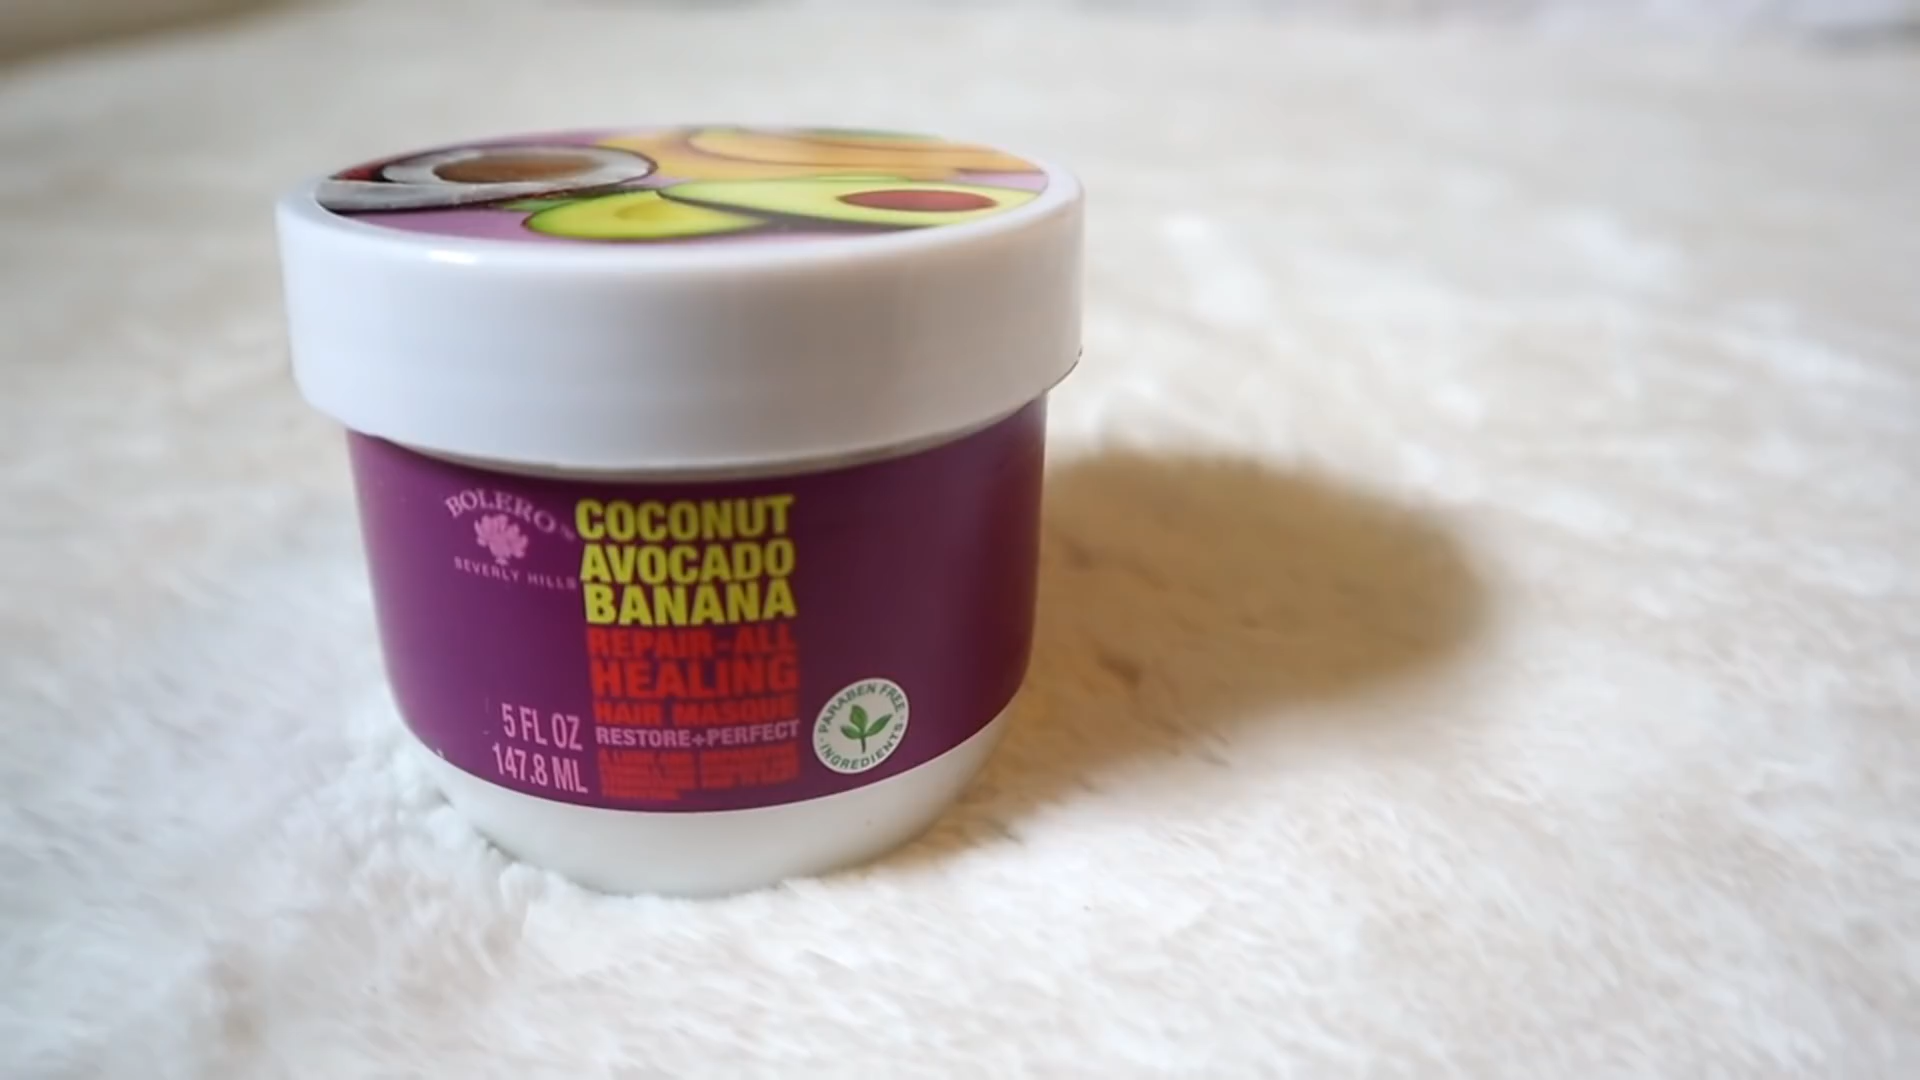 BOLERO™
BEVERLY HILLS
COCONUT
AVOCADO
BANANA
REPAIR-ALL
HEALING
HAIR MASQUE
RESTORE+PERFECT
5 FL OZ
147.8 ML
PARABEN FREE
INGREDIENTS